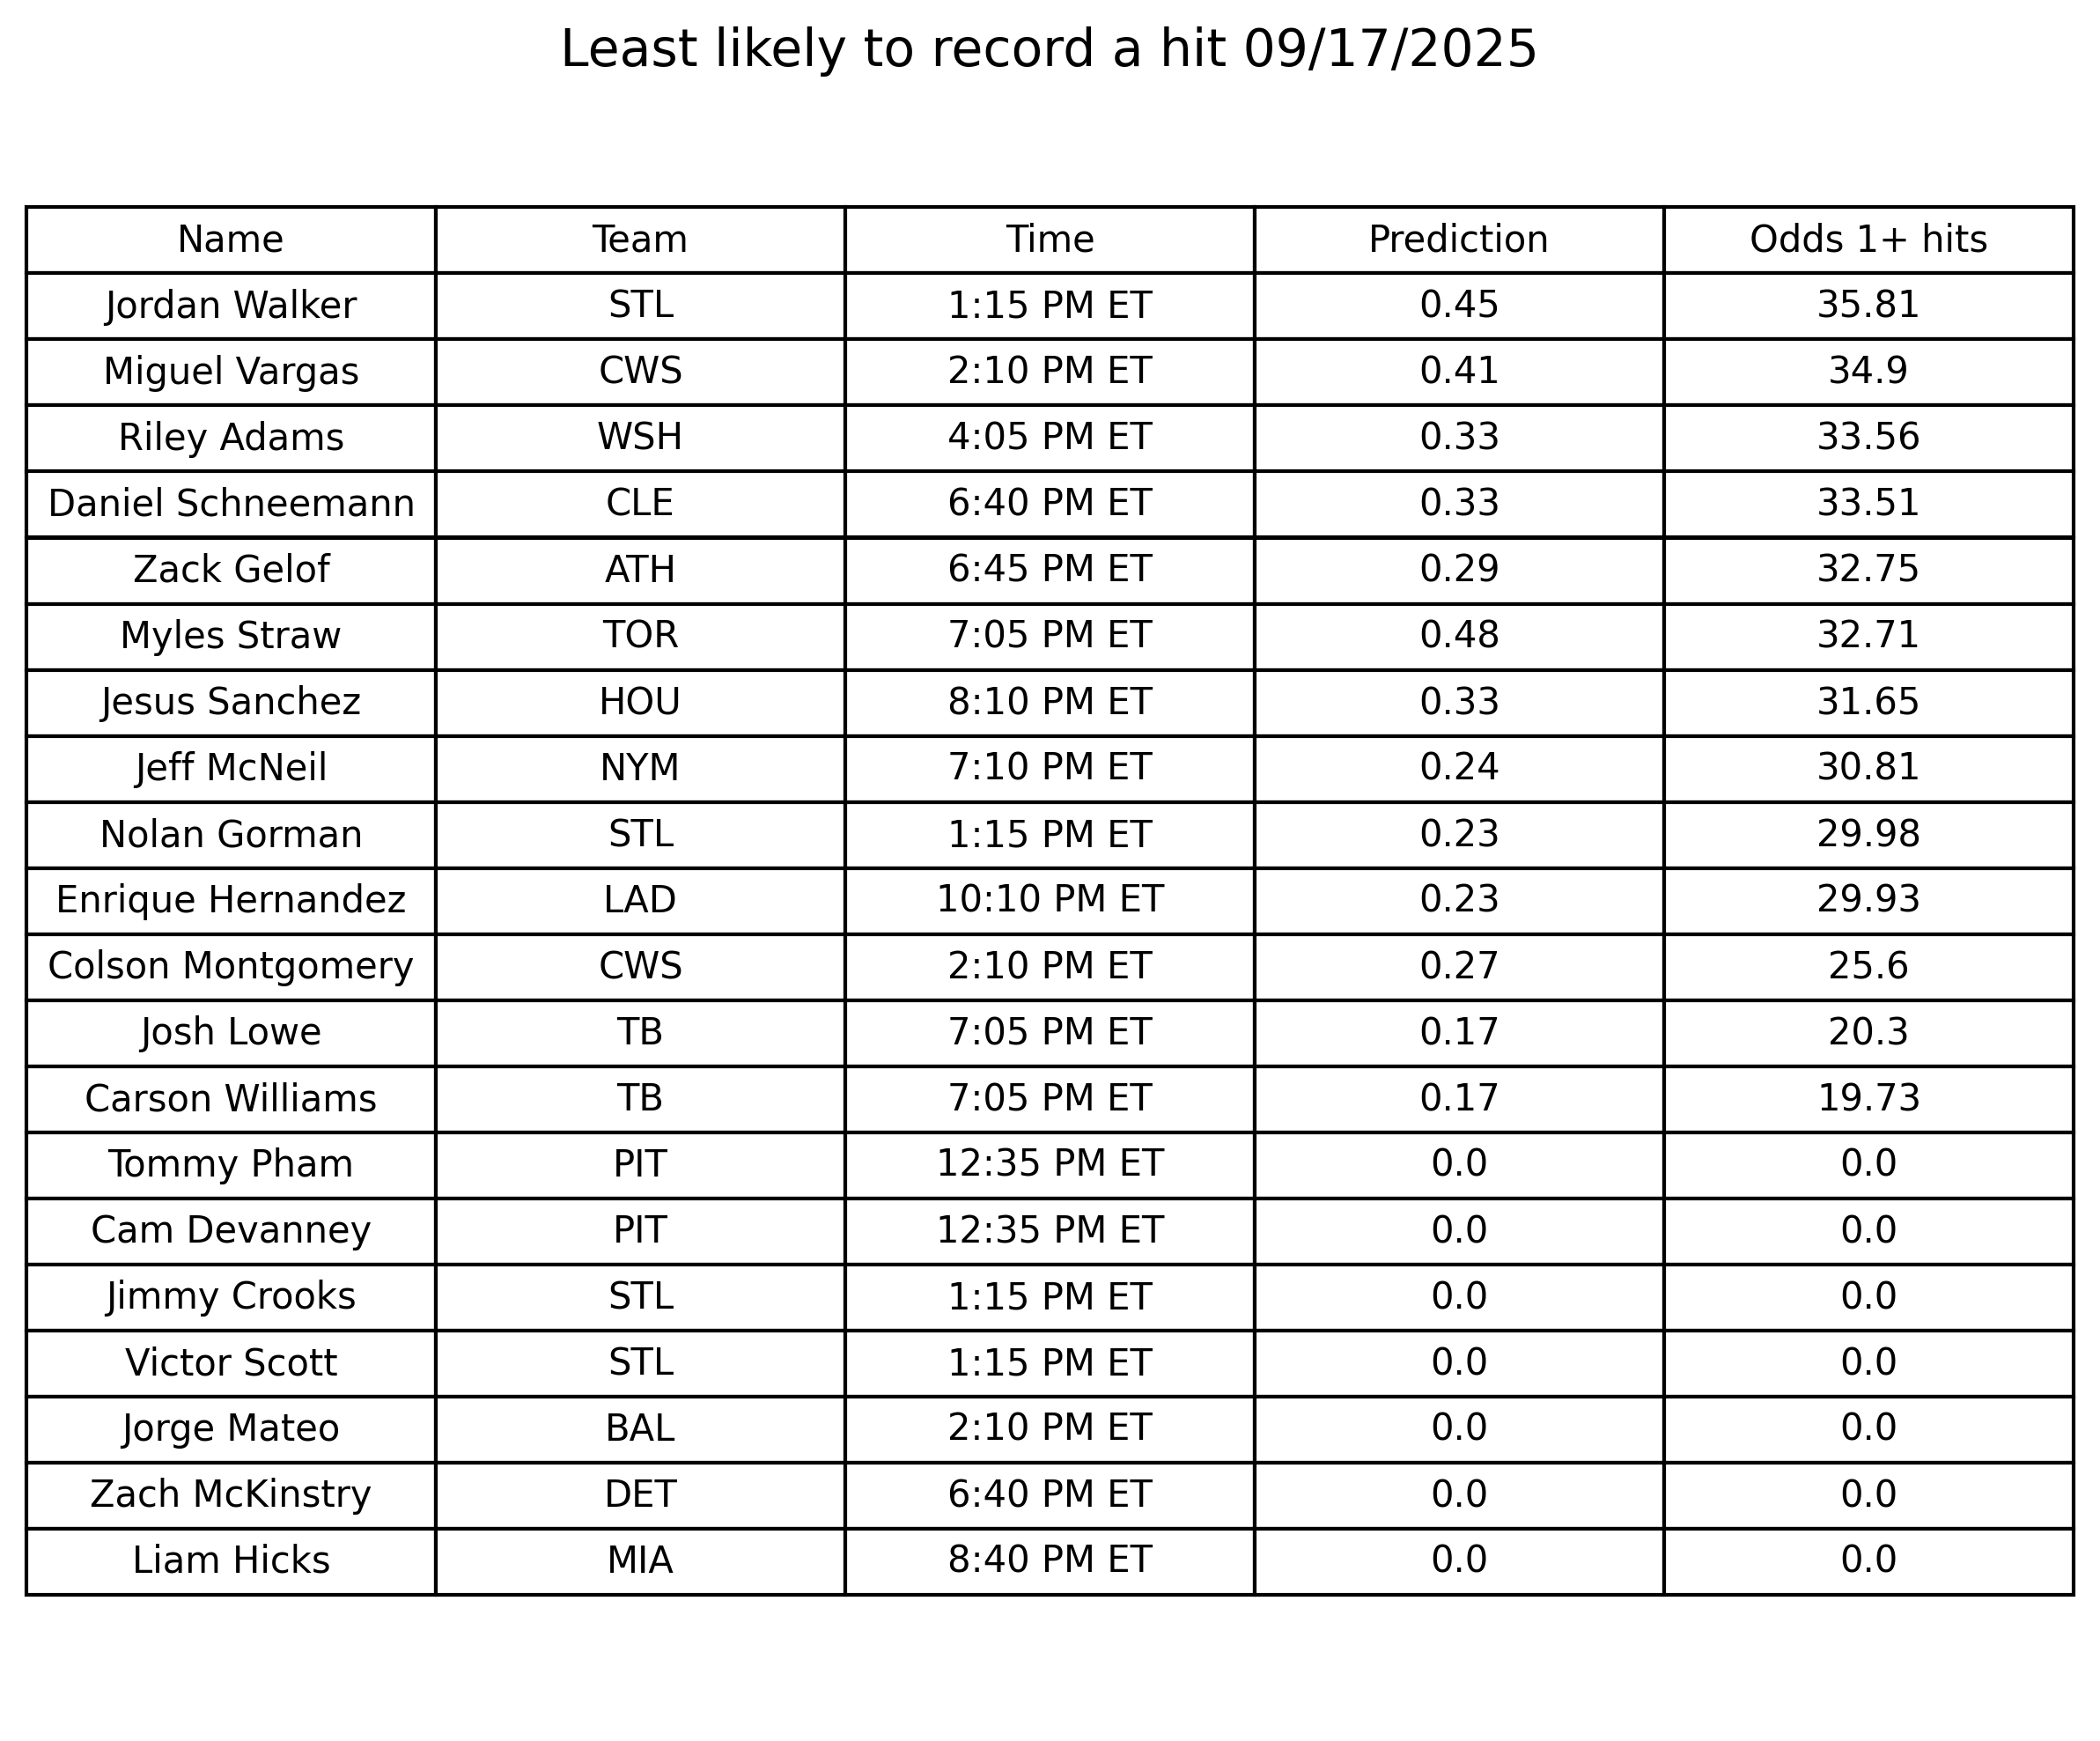 Least likely to record a hit 09/17/2025
Name Team Time Prediction Odds 1+ hits
Jordan Walker STL 1:15 PM ET 0.45 35.81
Miguel Vargas CWS 2:10 PM ET 0.41 34.9
Riley Adams WSH 4:05 PM ET 0.33 33.56
Daniel Schneemann CLE 6:40 PM ET 0.33 33.51
Zack Gelof ATH 6:45 PM ET 0.29 32.75
Myles Straw TOR 7:05 PM ET 0.48 32.71
Jesus Sanchez HOU 8:10 PM ET 0.33 31.65
Jeff McNeil NYM 7:10 PM ET 0.24 30.81
Nolan Gorman STL 1:15 PM ET 0.23 29.98
Enrique Hernandez LAD 10:10 PM ET 0.23 29.93
Colson Montgomery CWS 2:10 PM ET 0.27 25.6
Josh Lowe TB 7:05 PM ET 0.17 20.3
Carson Williams TB 7:05 PM ET 0.17 19.73
Tommy Pham PIT 12:35 PM ET 0.0 0.0
Cam Devanney PIT 12:35 PM ET 0.0 0.0
Jimmy Crooks STL 1:15 PM ET 0.0 0.0
Victor Scott STL 1:15 PM ET 0.0 0.0
Jorge Mateo BAL 2:10 PM ET 0.0 0.0
Zach McKinstry DET 6:40 PM ET 0.0 0.0
Liam Hicks MIA 8:40 PM ET 0.0 0.0